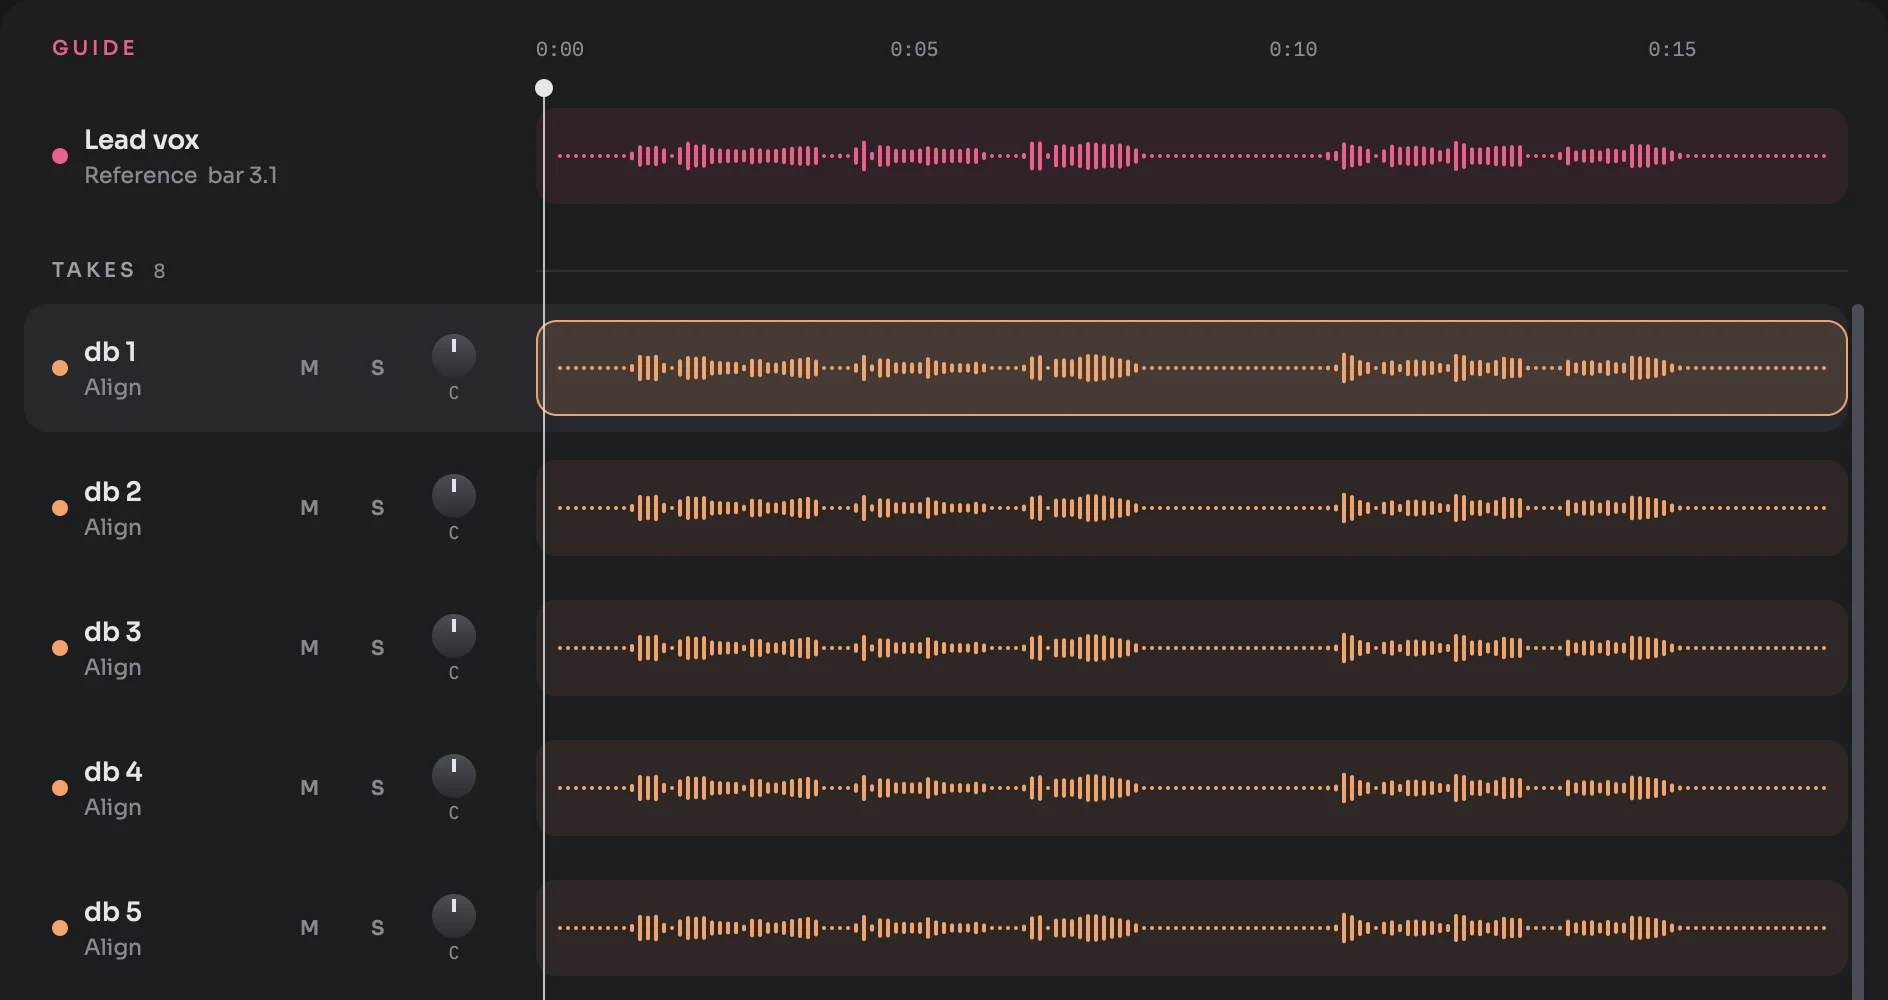 GUIDE 0:00 0:05 0:10 0:15
Lead vox
Reference bar 3.1
TAKES 8
db 1
Align
M S
C
db 2
Align
M S
C
db 3
Align
M S
C
db 4
Align
M S
C
db 5
Align
M S
C